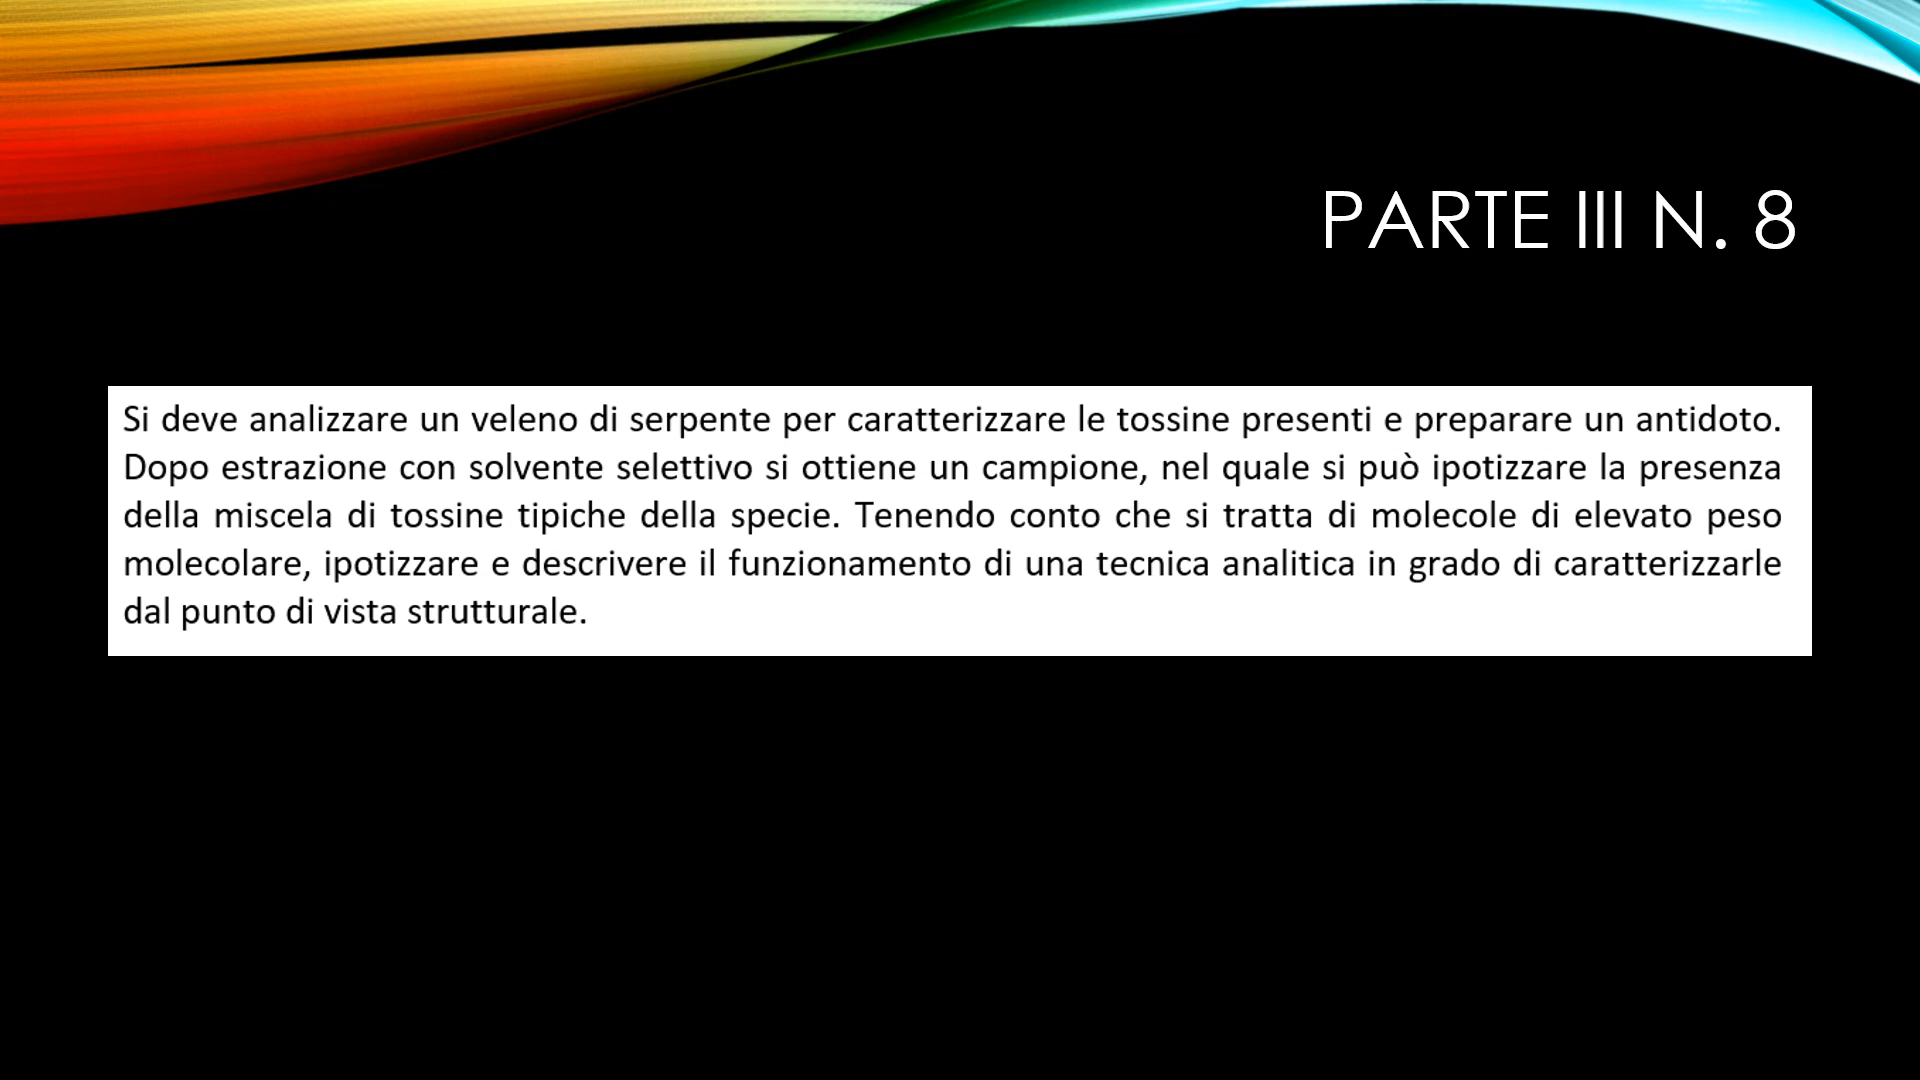 PARTE III N. 8
Si deve analizzare un veleno di serpente per caratterizzare le tossine presenti e preparare un antidoto.
Dopo estrazione con solvente selettivo si ottiene un campione, nel quale si può ipotizzare la presenza
della miscela di tossine tipiche della specie. Tenendo conto che si tratta di molecole di elevato peso
molecolare, ipotizzare e descrivere il funzionamento di una tecnica analitica in grado di caratterizzarle
dal punto di vista strutturale.